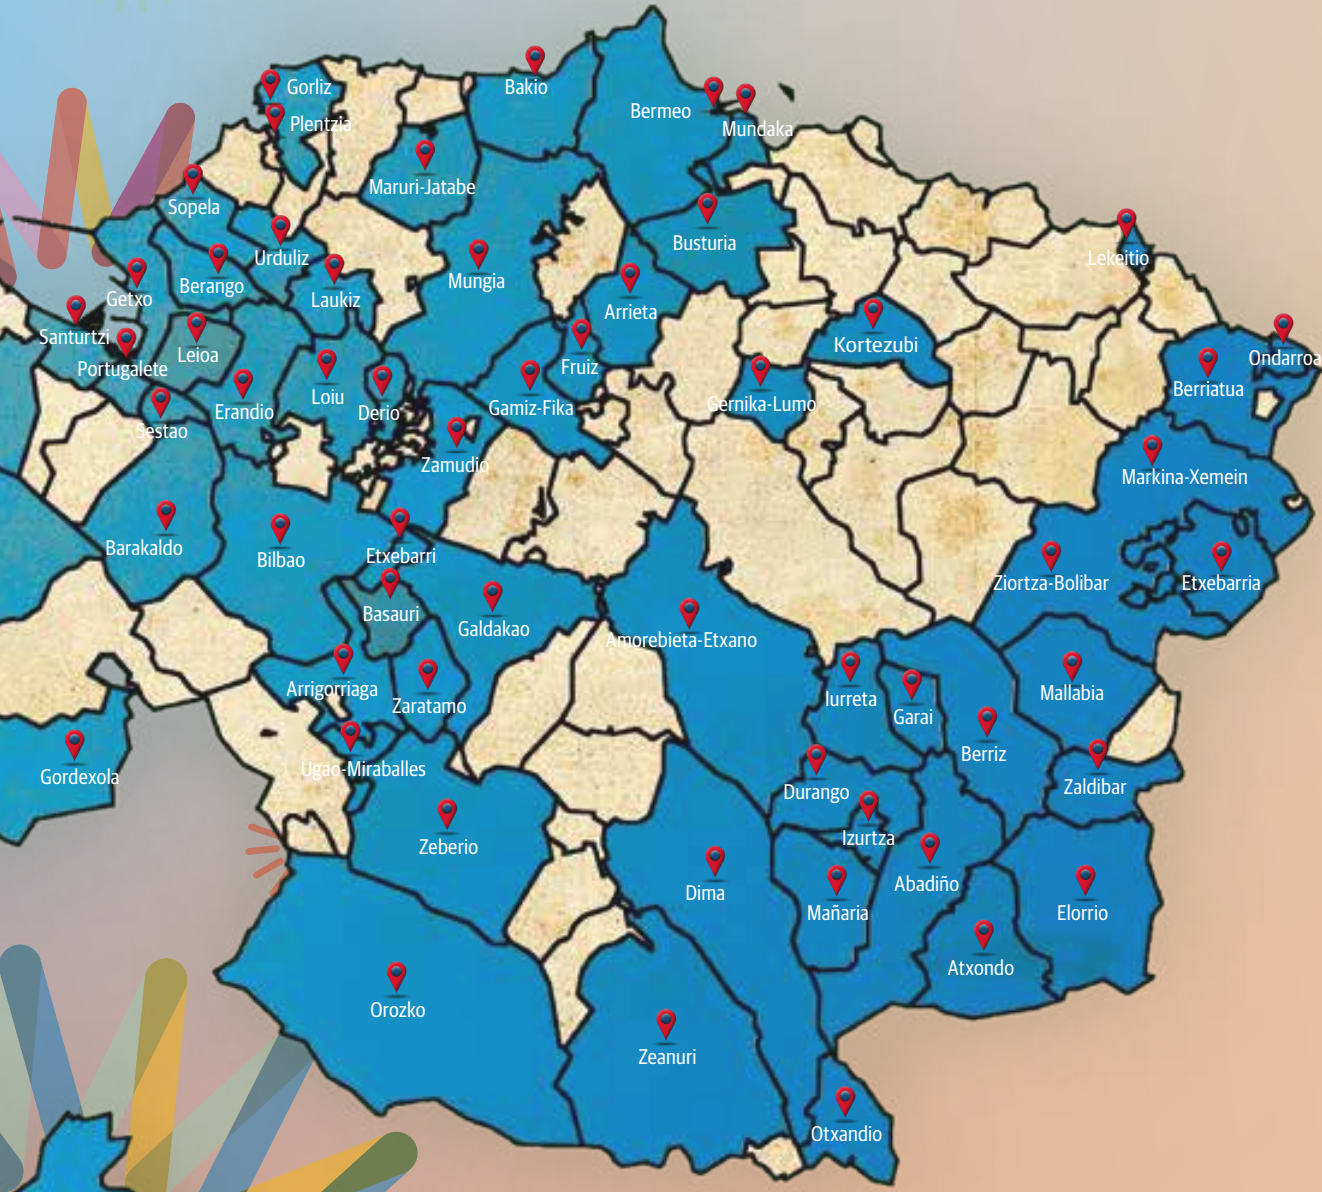 Gorliz
Bakio
Plentzia
Bermeo
Mundaka
Maruri-Jatabe
Sopela
Urduliz
Busturia
Lekeitio
Berango
Mungia
Getxo
Laukiz
Arrieta
Santurtzi
Leioa
Kortezubi
Portugalete
Fruiz
Ondarroa
Berriatua
Loiu
Erandio
Derio
Gamiz-Fika
Gernika-Lumo
Sestao
Zamudio
Markina-Xemein
Barakaldo
Bilbao
Etxebarri
Ziortza-Bolibar
Etxebarria
Basauri
Galdakao
Amorebieta-Etxano
Arrigorriaga
Zaratamo
Iurreta
Garai
Mallabia
Berriz
Gordexola
Ugao-Miraballes
Durango
Zaldibar
Izurtza
Zeberio
Dima
Abadiño
Mañaria
Elorrio
Atxondo
Orozko
Zeanuri
Otxandio